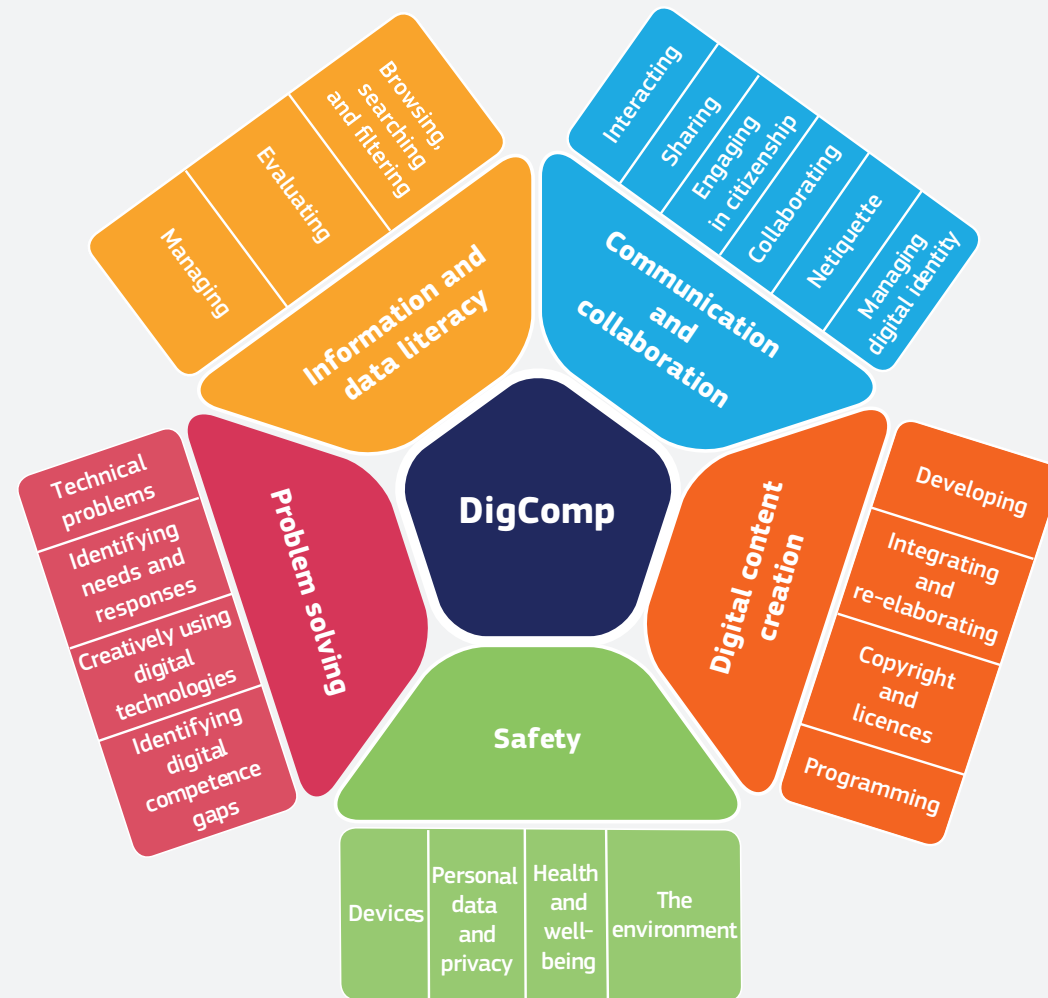 DigComp
Information and
data literacy
Browsing,
searching
and filtering
Evaluating
Managing
Communication
and
collaboration
Interacting
Sharing
Engaging
in citizenship
Collaborating
Netiquette
Managing
digital identity
Digital content
creation
Developing
Integrating
and
re-elaborating
Copyright
and
licences
Programming
Safety
Devices
Personal
data
and
privacy
Health
and
well-
being
The
environment
Problem solving
Technical
problems
Identifying
needs and
responses
Creatively using
digital
technologies
Identifying
digital
competence
gaps